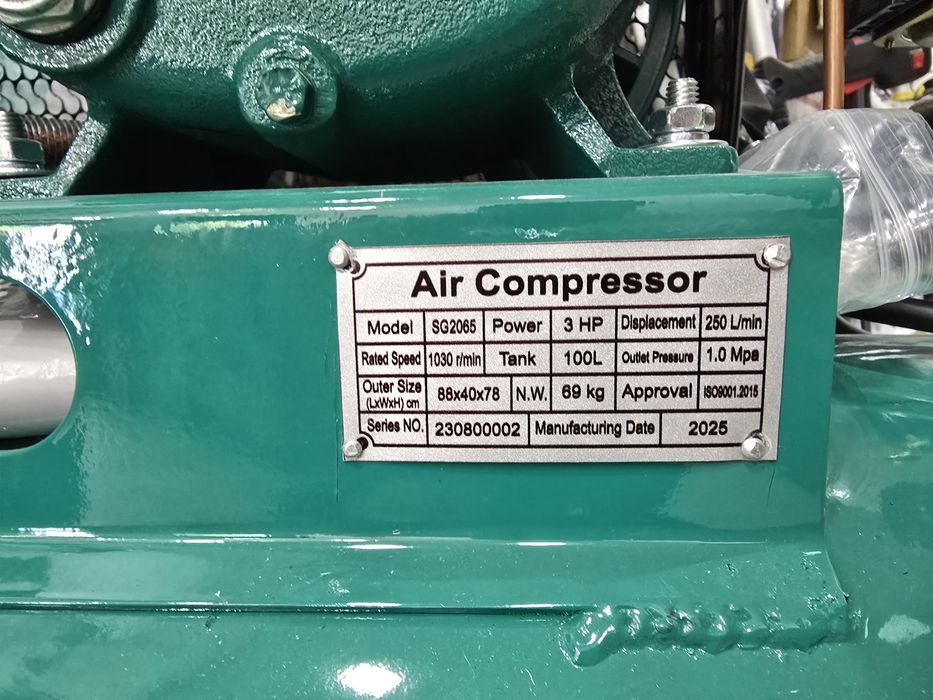 Air Compressor
Model SG2065 Power 3 HP Displacement 250 L/min
Rated Speed 1030 r/min Tank 100L Outlet Pressure 1.0 Mpa
Outer Size (LxWxH) cm 88x40x78 N.W. 69 kg Approval ISO9001.2015
Series NO. 230800002 Manufacturing Date 2025